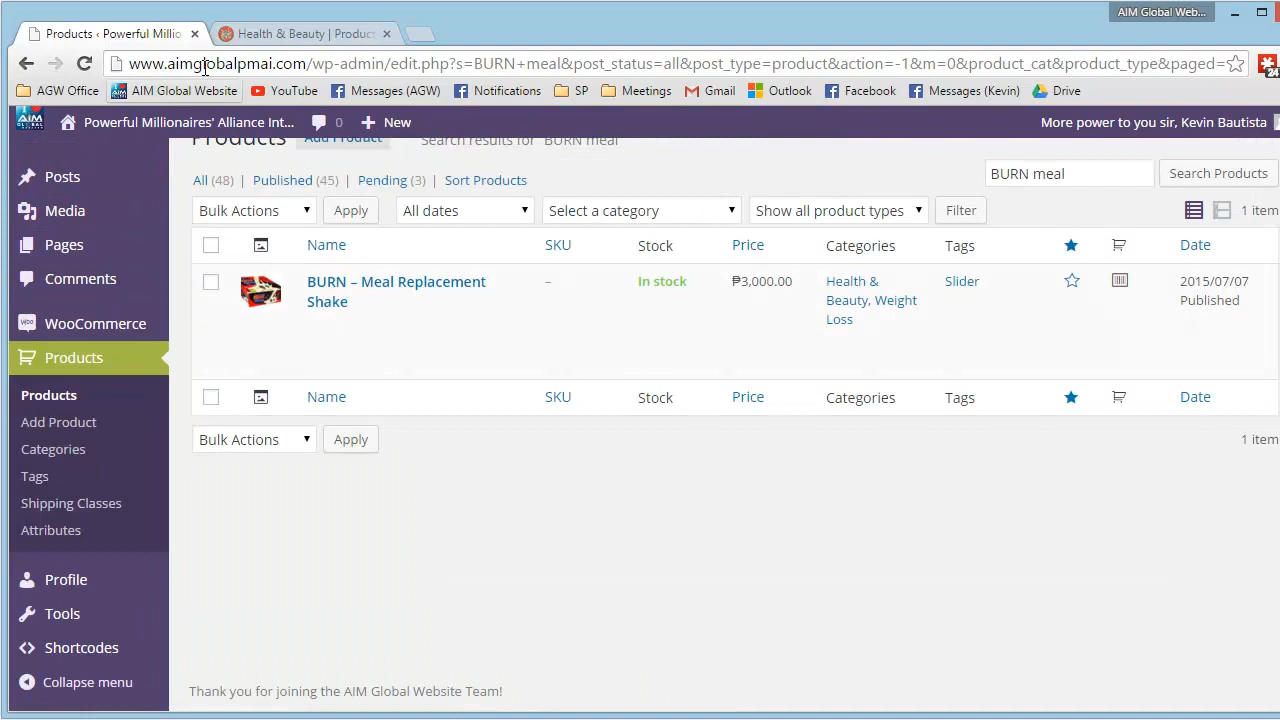 AIM Global Web...
Products ‹ Powerful Millio
Health & Beauty | Product
www.aimglobalpmai.com/wp-admin/edit.php?s=BURN+meal&post_status=all&post_type=product&action=-1&m=0&product_cat&product_type&paged=
24
AGW Office
AIM Global Website
YouTube
Messages (AGW)
Notifications
SP
Meetings
Gmail
Outlook
Facebook
Messages (Kevin)
Drive
AIM GLOBAL
Powerful Millionaires' Alliance Int...
0
New
More power to you sir, Kevin Bautista
Products
Add Product
Search results for "BURN meal"
Posts
Media
Pages
Comments
WooCommerce
Products
Products
Add Product
Categories
Tags
Shipping Classes
Attributes
Profile
Tools
Shortcodes
Collapse menu
All (48) | Published (45) | Pending (3) | Sort Products
BURN meal
Search Products
Bulk Actions
Apply
All dates
Select a category
Show all product types
Filter
1 item
Name
SKU
Stock
Price
Categories
Tags
Date
BURN – Meal Replacement
Shake
–
In stock
₱3,000.00
Health &
Beauty, Weight
Loss
Slider
2015/07/07
Published
Name
SKU
Stock
Price
Categories
Tags
Date
Bulk Actions
Apply
1 item
Thank you for joining the AIM Global Website Team!